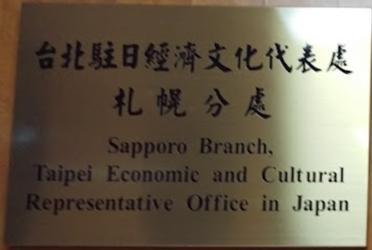 台北駐日經濟文化代表處
札幌分處
Sapporo Branch,
Taipei Economic and Cultural
Representative Office in Japan